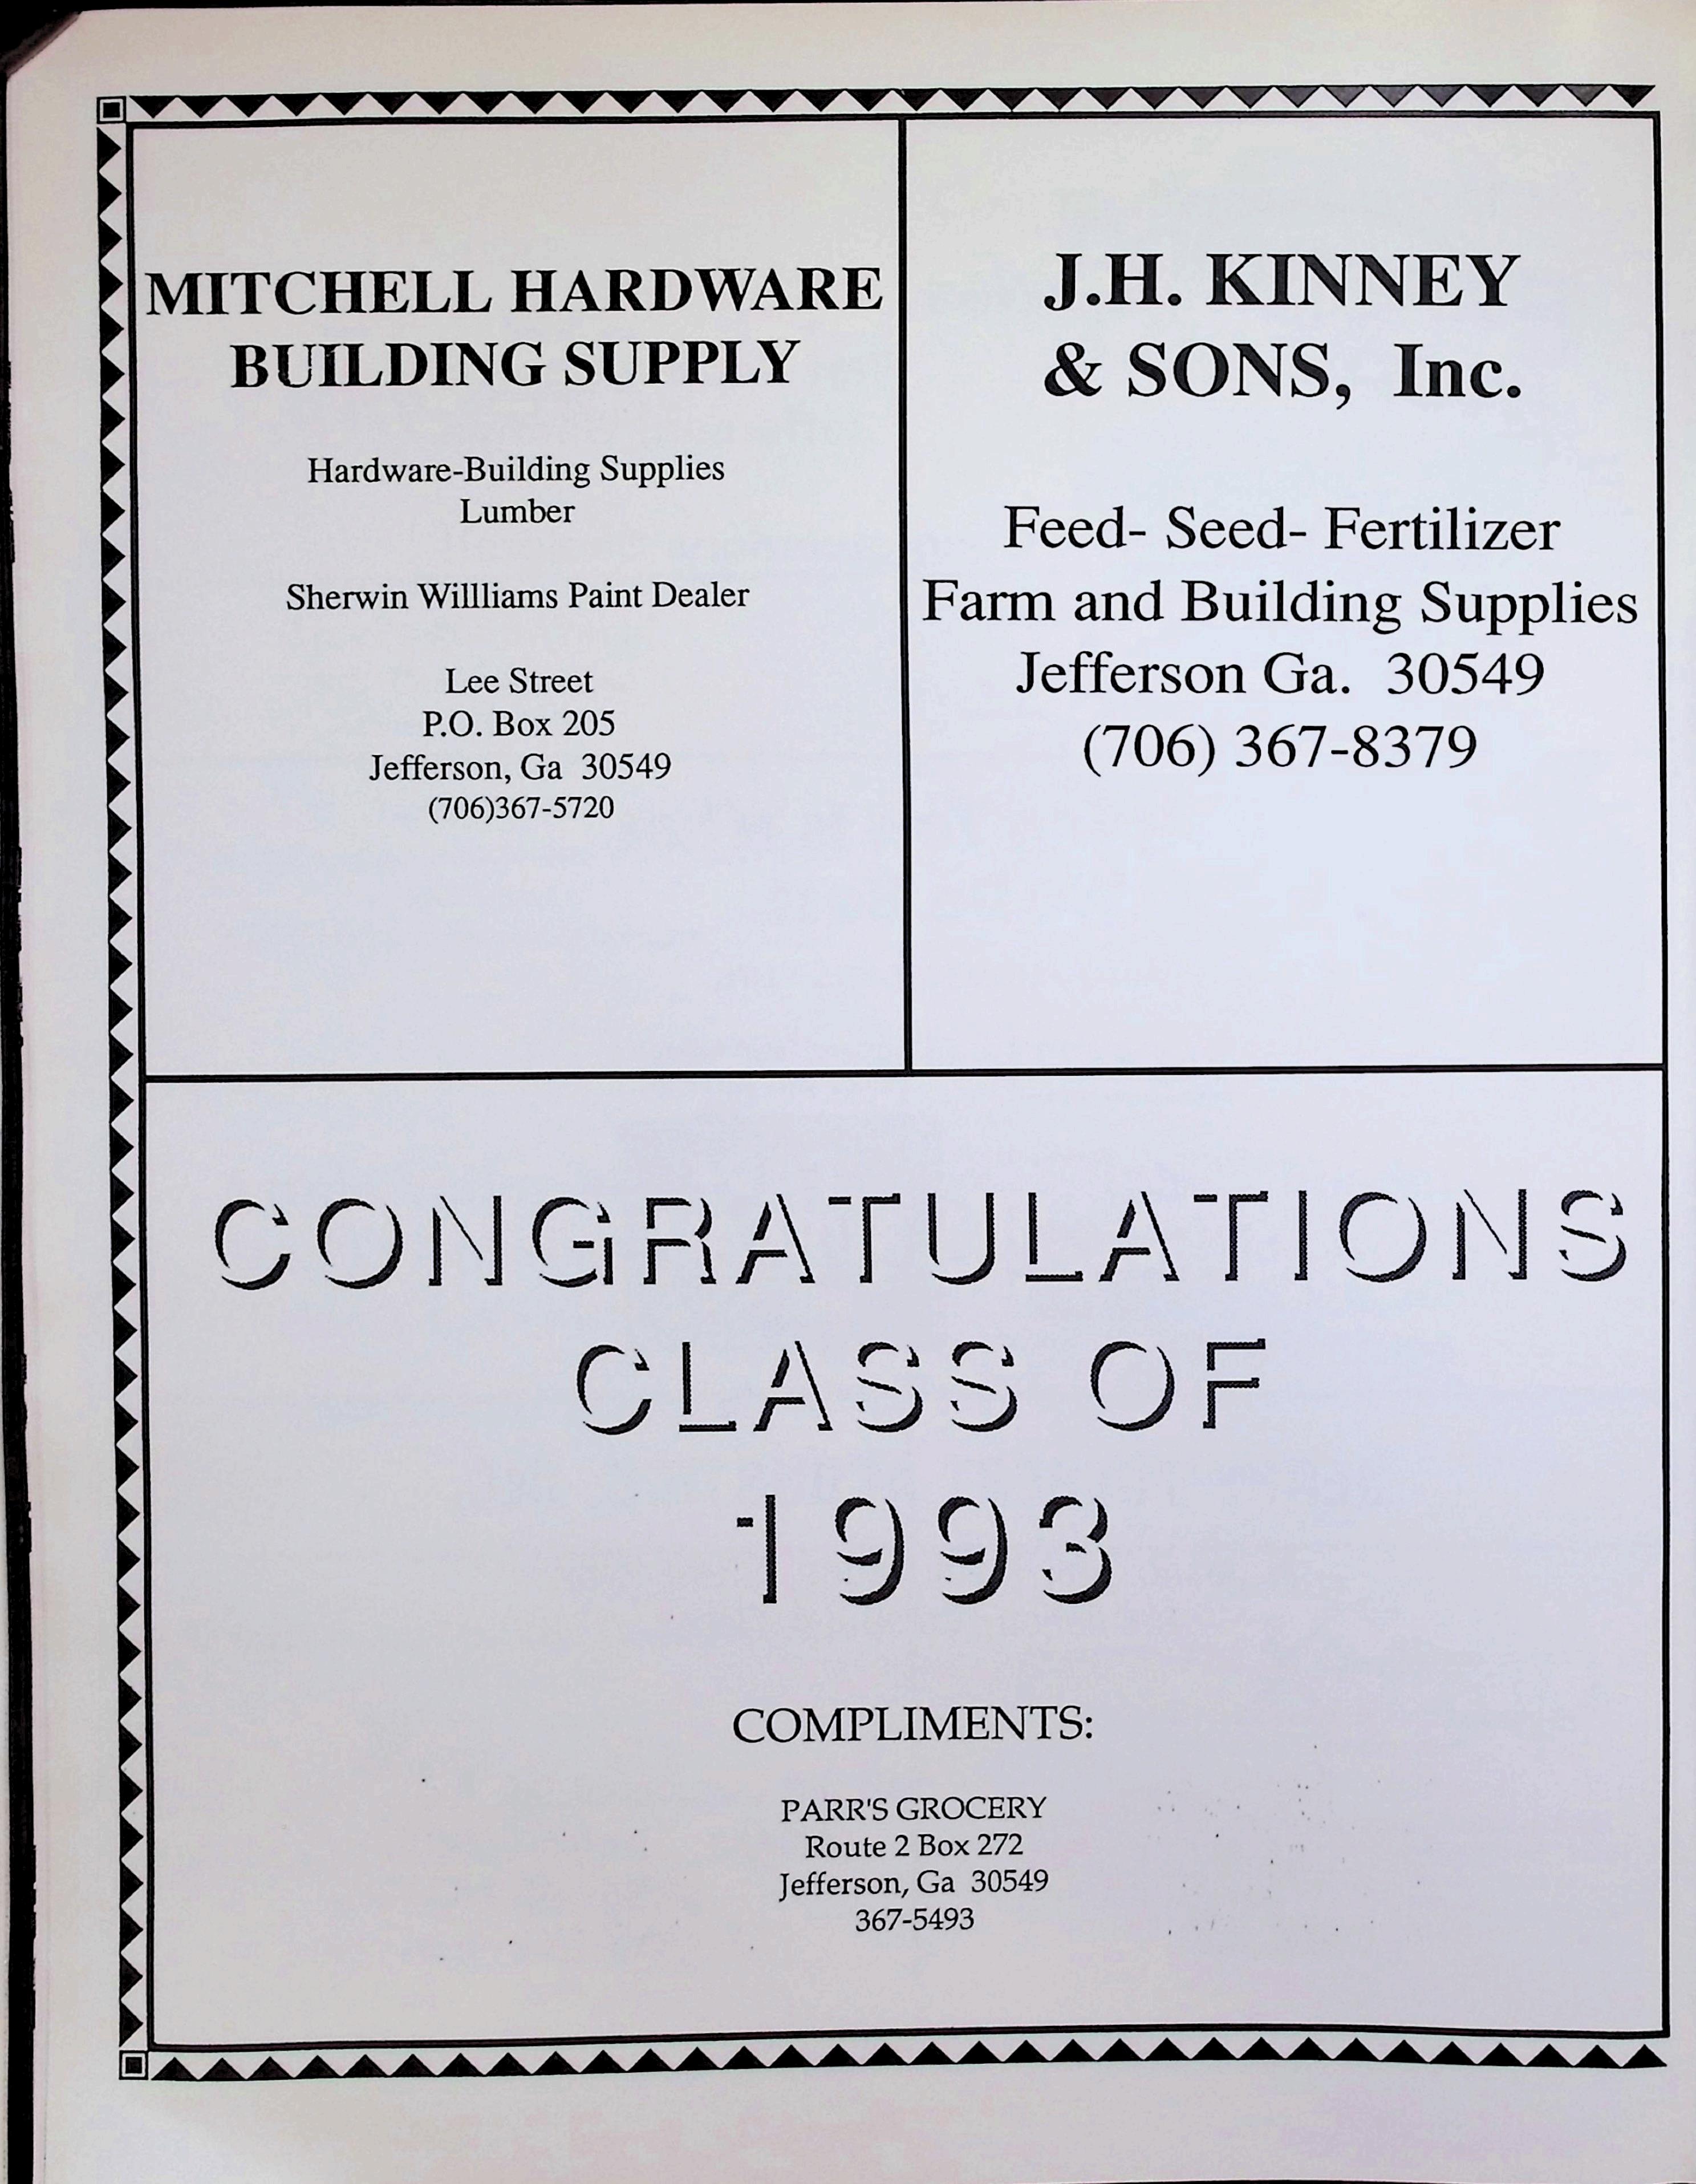 MITCHELL HARDWARE
BUILDING SUPPLY
Hardware-Building Supplies
Lumber
Sherwin Willliams Paint Dealer
Lee Street
P.O. Box 205
Jefferson, Ga  30549
(706)367-5720
J.H. KINNEY
& SONS,  Inc.
Feed- Seed- Fertilizer
Farm and Building Supplies
Jefferson Ga.  30549
(706) 367-8379
CONGRATULATIONS
CLASS OF
1993
COMPLIMENTS:
PARR'S GROCERY
Route 2 Box 272
Jefferson, Ga  30549
367-5493